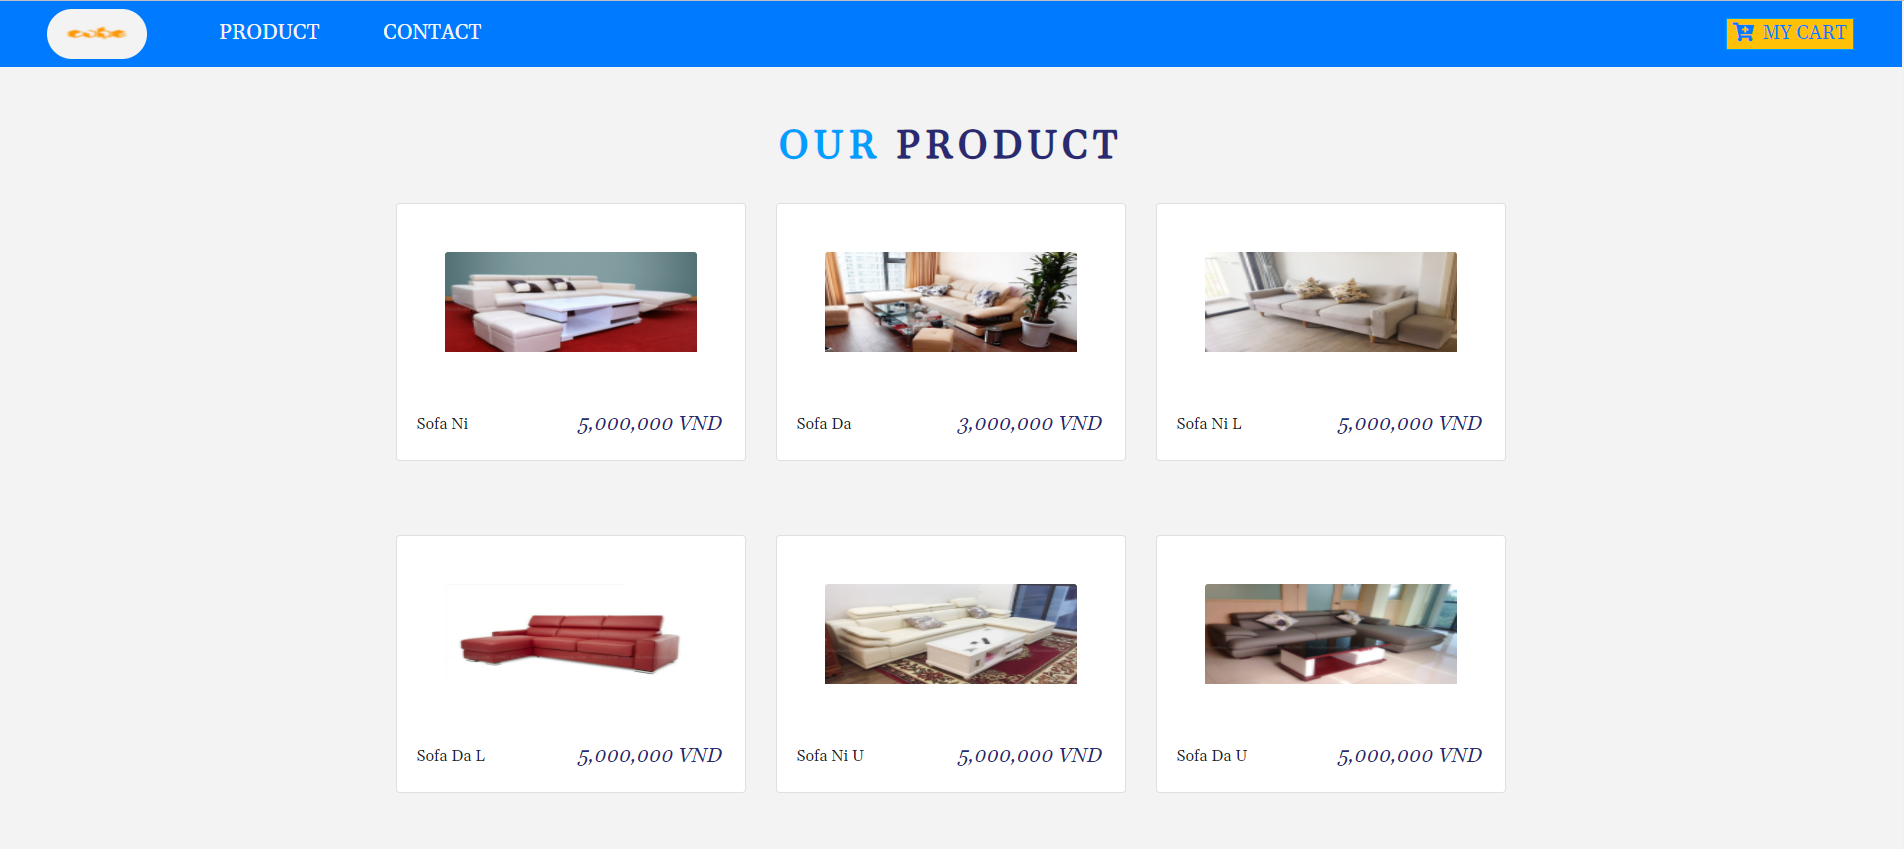 PRODUCT CONTACT MY CART
OUR PRODUCT
Sofa Ni 5,000,000 VND
Sofa Da 3,000,000 VND
Sofa Ni L 5,000,000 VND
Sofa Da L 5,000,000 VND
Sofa Ni U 5,000,000 VND
Sofa Da U 5,000,000 VND